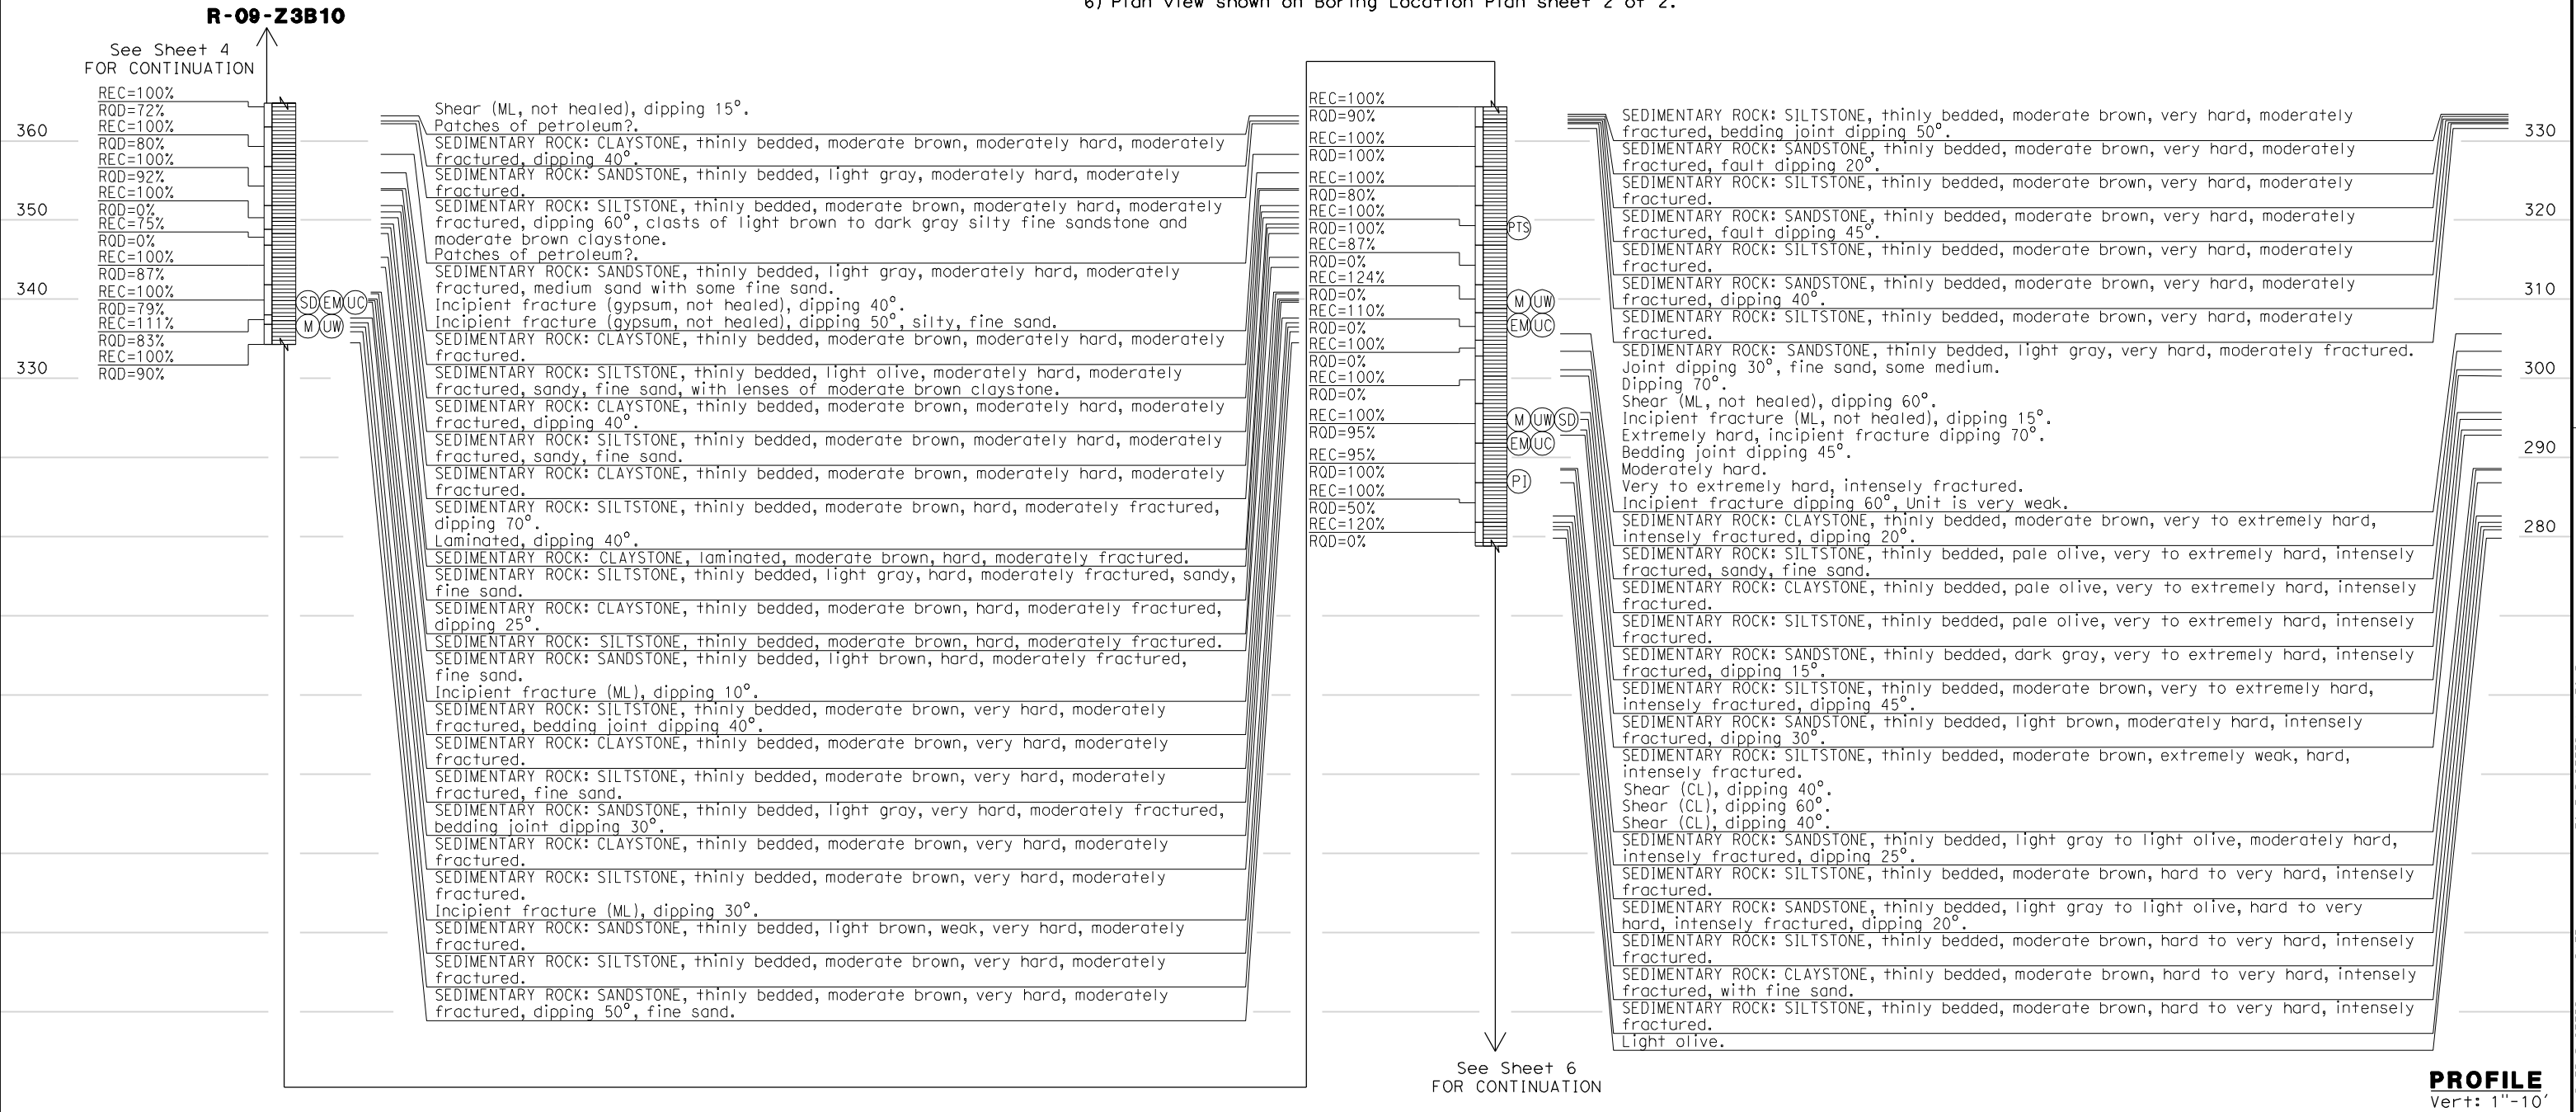 6) Plan view shown on Boring Location Plan sheet 2 of 2.
R-09-Z3B10
See Sheet 4
FOR CONTINUATION
REC=100%
RQD=72%
REC=100%
RQD=80%
REC=100%
RQD=92%
REC=100%
RQD=0%
REC=75%
RQD=0%
REC=100%
RQD=87%
REC=100%
RQD=79%
REC=111%
RQD=83%
REC=100%
RQD=90%
360
350
340
330
SD EM UC
M UW
Shear (ML, not healed), dipping 15°.
Patches of petroleum?.
SEDIMENTARY ROCK: CLAYSTONE, thinly bedded, moderate brown, moderately hard, moderately
fractured, dipping 40°.
SEDIMENTARY ROCK: SANDSTONE, thinly bedded, light gray, moderately hard, moderately
fractured.
SEDIMENTARY ROCK: SILTSTONE, thinly bedded, moderate brown, moderately hard, moderately
fractured, dipping 60°, clasts of light brown to dark gray silty fine sandstone and
moderate brown claystone.
Patches of petroleum?.
SEDIMENTARY ROCK: SANDSTONE, thinly bedded, light gray, moderately hard, moderately
fractured, medium sand with some fine sand.
Incipient fracture (gypsum, not healed), dipping 40°.
Incipient fracture (gypsum, not healed), dipping 50°, silty, fine sand.
SEDIMENTARY ROCK: CLAYSTONE, thinly bedded, moderate brown, moderately hard, moderately
fractured.
SEDIMENTARY ROCK: SILTSTONE, thinly bedded, light olive, moderately hard, moderately
fractured, sandy, fine sand, with lenses of moderate brown claystone.
SEDIMENTARY ROCK: CLAYSTONE, thinly bedded, moderate brown, moderately hard, moderately
fractured, dipping 40°.
SEDIMENTARY ROCK: SILTSTONE, thinly bedded, moderate brown, moderately hard, moderately
fractured, sandy, fine sand.
SEDIMENTARY ROCK: CLAYSTONE, thinly bedded, moderate brown, moderately hard, moderately
fractured.
SEDIMENTARY ROCK: SILTSTONE, thinly bedded, moderate brown, hard, moderately fractured,
dipping 70°.
Laminated, dipping 40°.
SEDIMENTARY ROCK: CLAYSTONE, laminated, moderate brown, hard, moderately fractured.
SEDIMENTARY ROCK: SILTSTONE, thinly bedded, light gray, hard, moderately fractured, sandy,
fine sand.
SEDIMENTARY ROCK: CLAYSTONE, thinly bedded, moderate brown, hard, moderately fractured,
dipping 25°.
SEDIMENTARY ROCK: SILTSTONE, thinly bedded, moderate brown, hard, moderately fractured.
SEDIMENTARY ROCK: SANDSTONE, thinly bedded, light brown, hard, moderately fractured,
fine sand.
Incipient fracture (ML), dipping 10°.
SEDIMENTARY ROCK: SILTSTONE, thinly bedded, moderate brown, very hard, moderately
fractured, bedding joint dipping 40°.
SEDIMENTARY ROCK: CLAYSTONE, thinly bedded, moderate brown, very hard, moderately
fractured.
SEDIMENTARY ROCK: SILTSTONE, thinly bedded, moderate brown, very hard, moderately
fractured, fine sand.
SEDIMENTARY ROCK: SANDSTONE, thinly bedded, light gray, very hard, moderately fractured,
bedding joint dipping 30°.
SEDIMENTARY ROCK: CLAYSTONE, thinly bedded, moderate brown, very hard, moderately
fractured.
SEDIMENTARY ROCK: SILTSTONE, thinly bedded, moderate brown, very hard, moderately
fractured.
Incipient fracture (ML), dipping 30°.
SEDIMENTARY ROCK: SANDSTONE, thinly bedded, light brown, weak, very hard, moderately
fractured.
SEDIMENTARY ROCK: SILTSTONE, thinly bedded, moderate brown, very hard, moderately
fractured.
SEDIMENTARY ROCK: SANDSTONE, thinly bedded, moderate brown, very hard, moderately
fractured, dipping 50°, fine sand.
REC=100%
RQD=90%
REC=100%
RQD=100%
REC=100%
RQD=80%
REC=100%
RQD=100%
REC=87%
RQD=0%
REC=124%
RQD=0%
REC=110%
RQD=0%
REC=100%
RQD=0%
REC=100%
RQD=0%
REC=100%
RQD=95%
REC=95%
RQD=100%
REC=100%
RQD=50%
REC=120%
RQD=0%
PTS
M UW
EM UC
M UW SD
EM UC
PI
SEDIMENTARY ROCK: SILTSTONE, thinly bedded, moderate brown, very hard, moderately
fractured, bedding joint dipping 50°.
SEDIMENTARY ROCK: SANDSTONE, thinly bedded, moderate brown, very hard, moderately
fractured, fault dipping 20°.
SEDIMENTARY ROCK: SILTSTONE, thinly bedded, moderate brown, very hard, moderately
fractured.
SEDIMENTARY ROCK: SANDSTONE, thinly bedded, moderate brown, very hard, moderately
fractured, fault dipping 45°.
SEDIMENTARY ROCK: SILTSTONE, thinly bedded, moderate brown, very hard, moderately
fractured.
SEDIMENTARY ROCK: SANDSTONE, thinly bedded, moderate brown, very hard, moderately
fractured, dipping 40°.
SEDIMENTARY ROCK: SILTSTONE, thinly bedded, moderate brown, very hard, moderately
fractured.
SEDIMENTARY ROCK: SANDSTONE, thinly bedded, light gray, very hard, moderately fractured.
Joint dipping 30°, fine sand, some medium.
Dipping 70°.
Shear (ML, not healed), dipping 60°.
Incipient fracture (ML, not healed), dipping 15°.
Extremely hard, incipient fracture dipping 70°.
Bedding joint dipping 45°.
Moderately hard.
Very to extremely hard, intensely fractured.
Incipient fracture dipping 60°, Unit is very weak.
SEDIMENTARY ROCK: CLAYSTONE, thinly bedded, moderate brown, very to extremely hard,
intensely fractured, dipping 20°.
SEDIMENTARY ROCK: SILTSTONE, thinly bedded, pale olive, very to extremely hard, intensely
fractured, sandy, fine sand.
SEDIMENTARY ROCK: CLAYSTONE, thinly bedded, pale olive, very to extremely hard, intensely
fractured.
SEDIMENTARY ROCK: SILTSTONE, thinly bedded, pale olive, very to extremely hard, intensely
fractured.
SEDIMENTARY ROCK: SANDSTONE, thinly bedded, dark gray, very to extremely hard, intensely
fractured, dipping 15°.
SEDIMENTARY ROCK: SILTSTONE, thinly bedded, moderate brown, very to extremely hard,
intensely fractured, dipping 45°.
SEDIMENTARY ROCK: SANDSTONE, thinly bedded, light brown, moderately hard, intensely
fractured, dipping 30°.
SEDIMENTARY ROCK: SILTSTONE, thinly bedded, moderate brown, extremely weak, hard,
intensely fractured.
Shear (CL), dipping 40°.
Shear (CL), dipping 60°.
Shear (CL), dipping 40°.
SEDIMENTARY ROCK: SANDSTONE, thinly bedded, light gray to light olive, moderately hard,
intensely fractured, dipping 25°.
SEDIMENTARY ROCK: SILTSTONE, thinly bedded, moderate brown, hard to very hard, intensely
fractured.
SEDIMENTARY ROCK: SANDSTONE, thinly bedded, light gray to light olive, hard to very
hard, intensely fractured, dipping 20°.
SEDIMENTARY ROCK: SILTSTONE, thinly bedded, moderate brown, hard to very hard, intensely
fractured.
SEDIMENTARY ROCK: CLAYSTONE, thinly bedded, moderate brown, hard to very hard, intensely
fractured, with fine sand.
SEDIMENTARY ROCK: SILTSTONE, thinly bedded, moderate brown, hard to very hard, intensely
fractured.
Light olive.
330
320
310
300
290
280
See Sheet 6
FOR CONTINUATION
PROFILE
Vert: 1"-10'